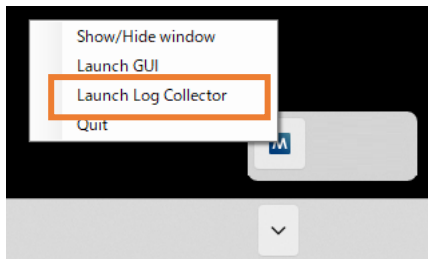 Show/Hide window
Launch GUI
Launch Log Collector
Quit
M